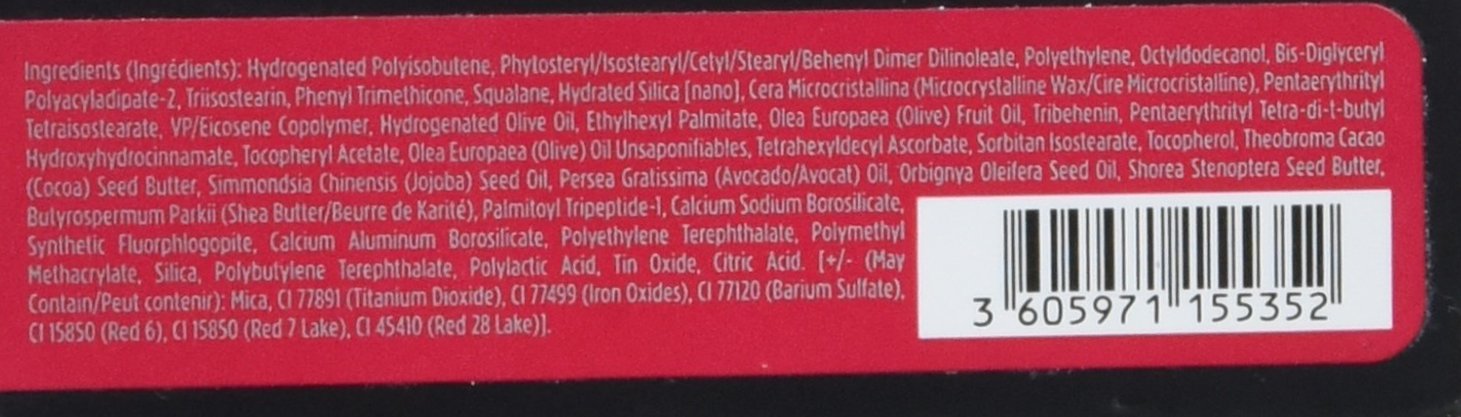 Ingredients (Ingrédients): Hydrogenated Polyisobutene, Phytosteryl/Isostearyl/Cetyl/Stearyl/Behenyl Dimer Dilinoleate, Polyethylene, Octyldodecanol, Bis-Diglyceryl
Polyacyladipate-2, Triisostearin, Phenyl Trimethicone, Squalane, Hydrated Silica [nano], Cera Microcristallina (Microcrystalline Wax/Cire Microcristalline), Pentaerythrityl
Tetraisostearate, VP/Eicosene Copolymer, Hydrogenated Olive Oil, Ethylhexyl Palmitate, Olea Europaea (Olive) Fruit Oil, Tribehenin, Pentaerythrityl Tetra-di-t-butyl
Hydroxyhydrocinnamate, Tocopheryl Acetate, Olea Europaea (Olive) Oil Unsaponifiables, Tetrahexyldecyl Ascorbate, Sorbitan Isostearate, Tocopherol, Theobroma Cacao
(Cocoa) Seed Butter, Simmondsia Chinensis (Jojoba) Seed Oil, Persea Gratissima (Avocado/Avocat) Oil, Orbignya Oleifera Seed Oil, Shorea Stenoptera Seed Butter,
Butyrospermum Parkii (Shea Butter/Beurre de Karité), Palmitoyl Tripeptide-1, Calcium Sodium Borosilicate,
Synthetic Fluorphlogopite, Calcium Aluminum Borosilicate, Polyethylene Terephthalate, Polymethyl
Methacrylate, Silica, Polybutylene Terephthalate, Polylactic Acid, Tin Oxide, Citric Acid. [+/- (May
Contain/Peut contenir): Mica, CI 77891 (Titanium Dioxide), CI 77499 (Iron Oxides), CI 77120 (Barium Sulfate),
CI 15850 (Red 6), CI 15850 (Red 7 Lake), CI 45410 (Red 28 Lake)].
3 605971 155352